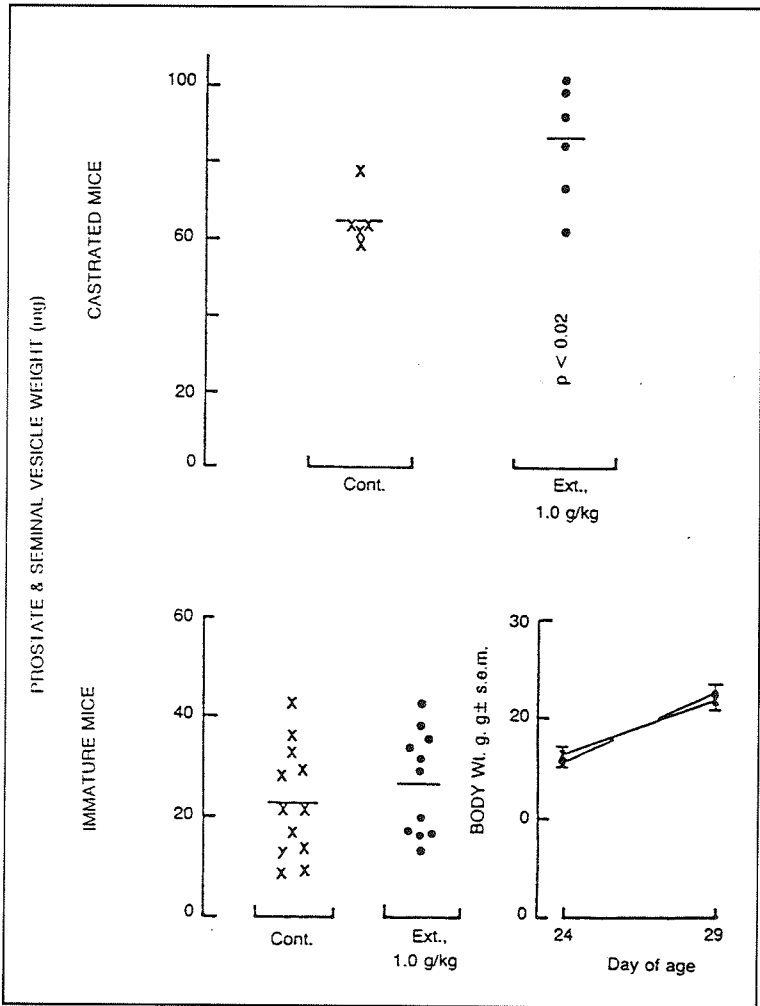 PROSTATE & SEMINAL VESICLE WEIGHT (mg)
CASTRATED MICE
100
60
20
0
p < 0.02
Cont.
Ext.,
1.0 g/kg
IMMATURE MICE
60
40
20
0
Cont.
Ext.,
1.0 g/kg
BODY Wt. g. g± s.e.m.
30
20
0
0
24
29
Day of age